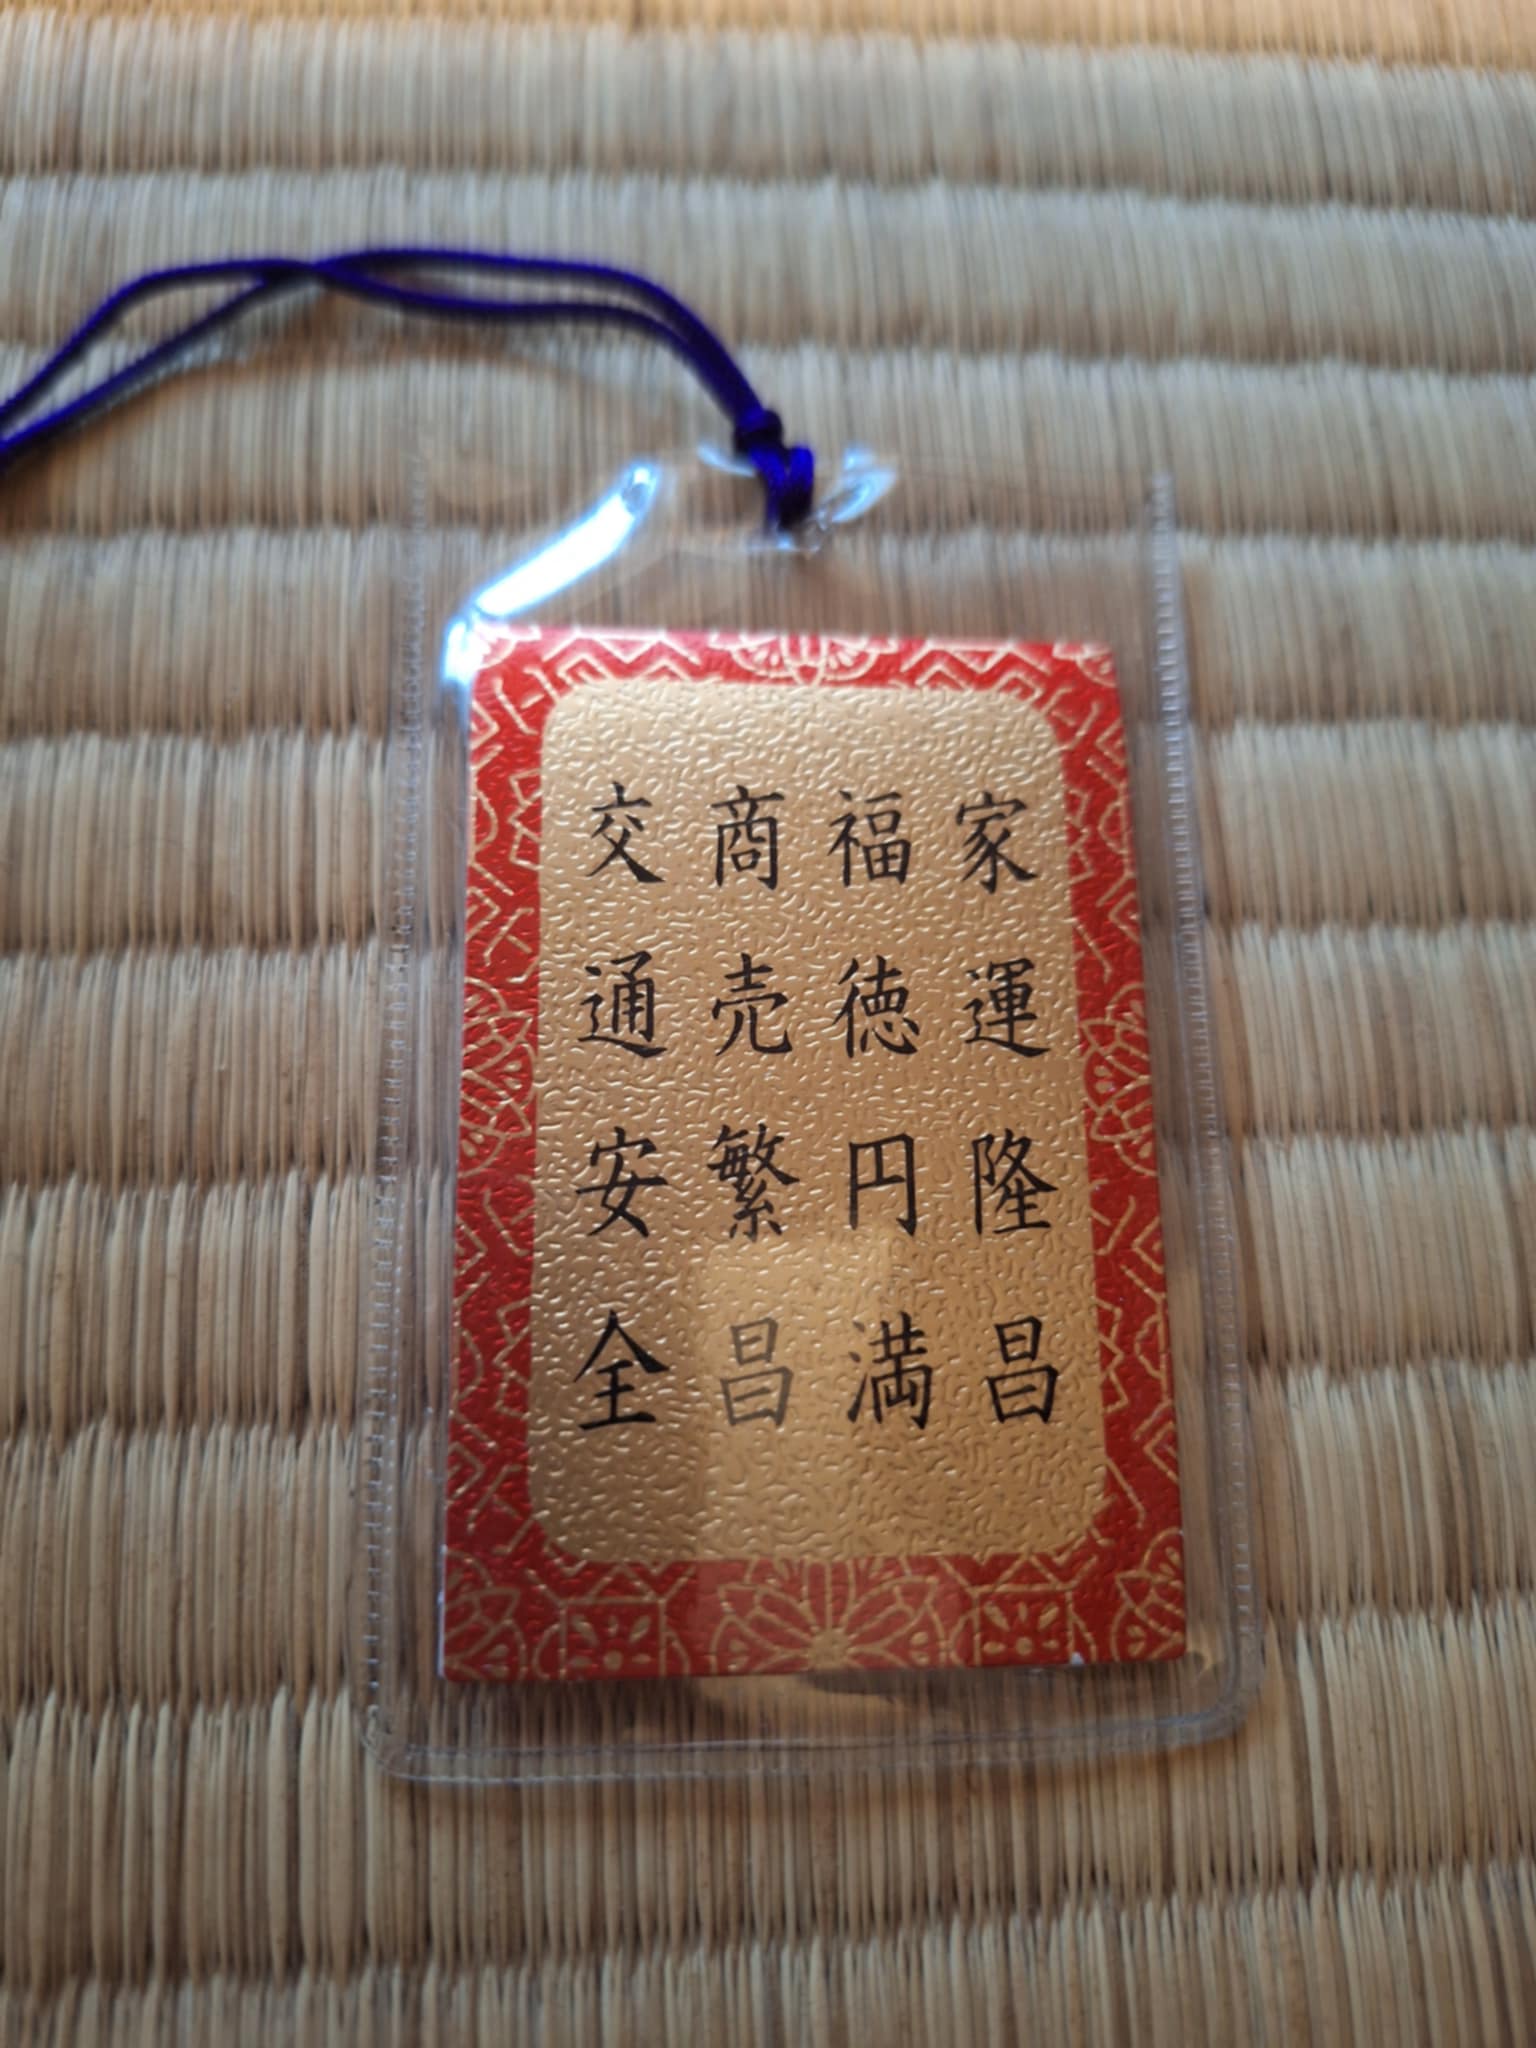 家運隆昌
福徳円満
商売繁昌
交通安全